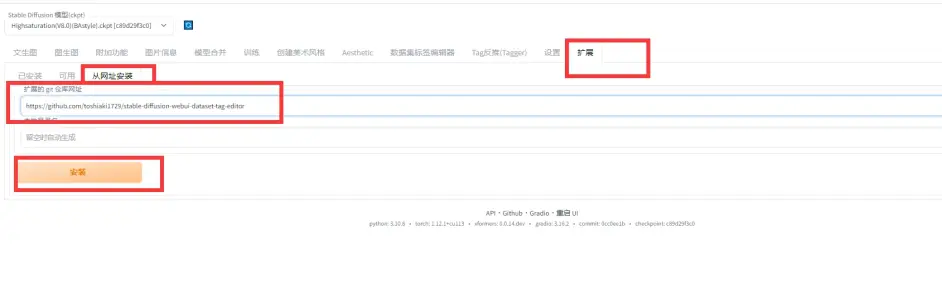 Stable Diffusion 模型(ckpt)
Highsaturation(V6.0)(BAstyle).ckpt [c89d29f3c0]
文生图 图生图 附加功能 图片信息 模型合并 训练 创建美术风格 Aesthetic 数据集标签编辑器 Tag反推(Tagger) 设置 扩展
已安装 可用 从网址安装
扩展的 git 仓库网址
https://github.com/toshiaki1729/stable-diffusion-webui-dataset-tag-editor
留空时自动生成
安装
API · Github · Gradio · 重启 UI
python: 3.10.8 • torch: 1.12.1+cu113 • xformers: 0.0.14.dev • gradio: 3.16.2 • commit: 0cc0ee1b • checkpoint: c89d29f3c0